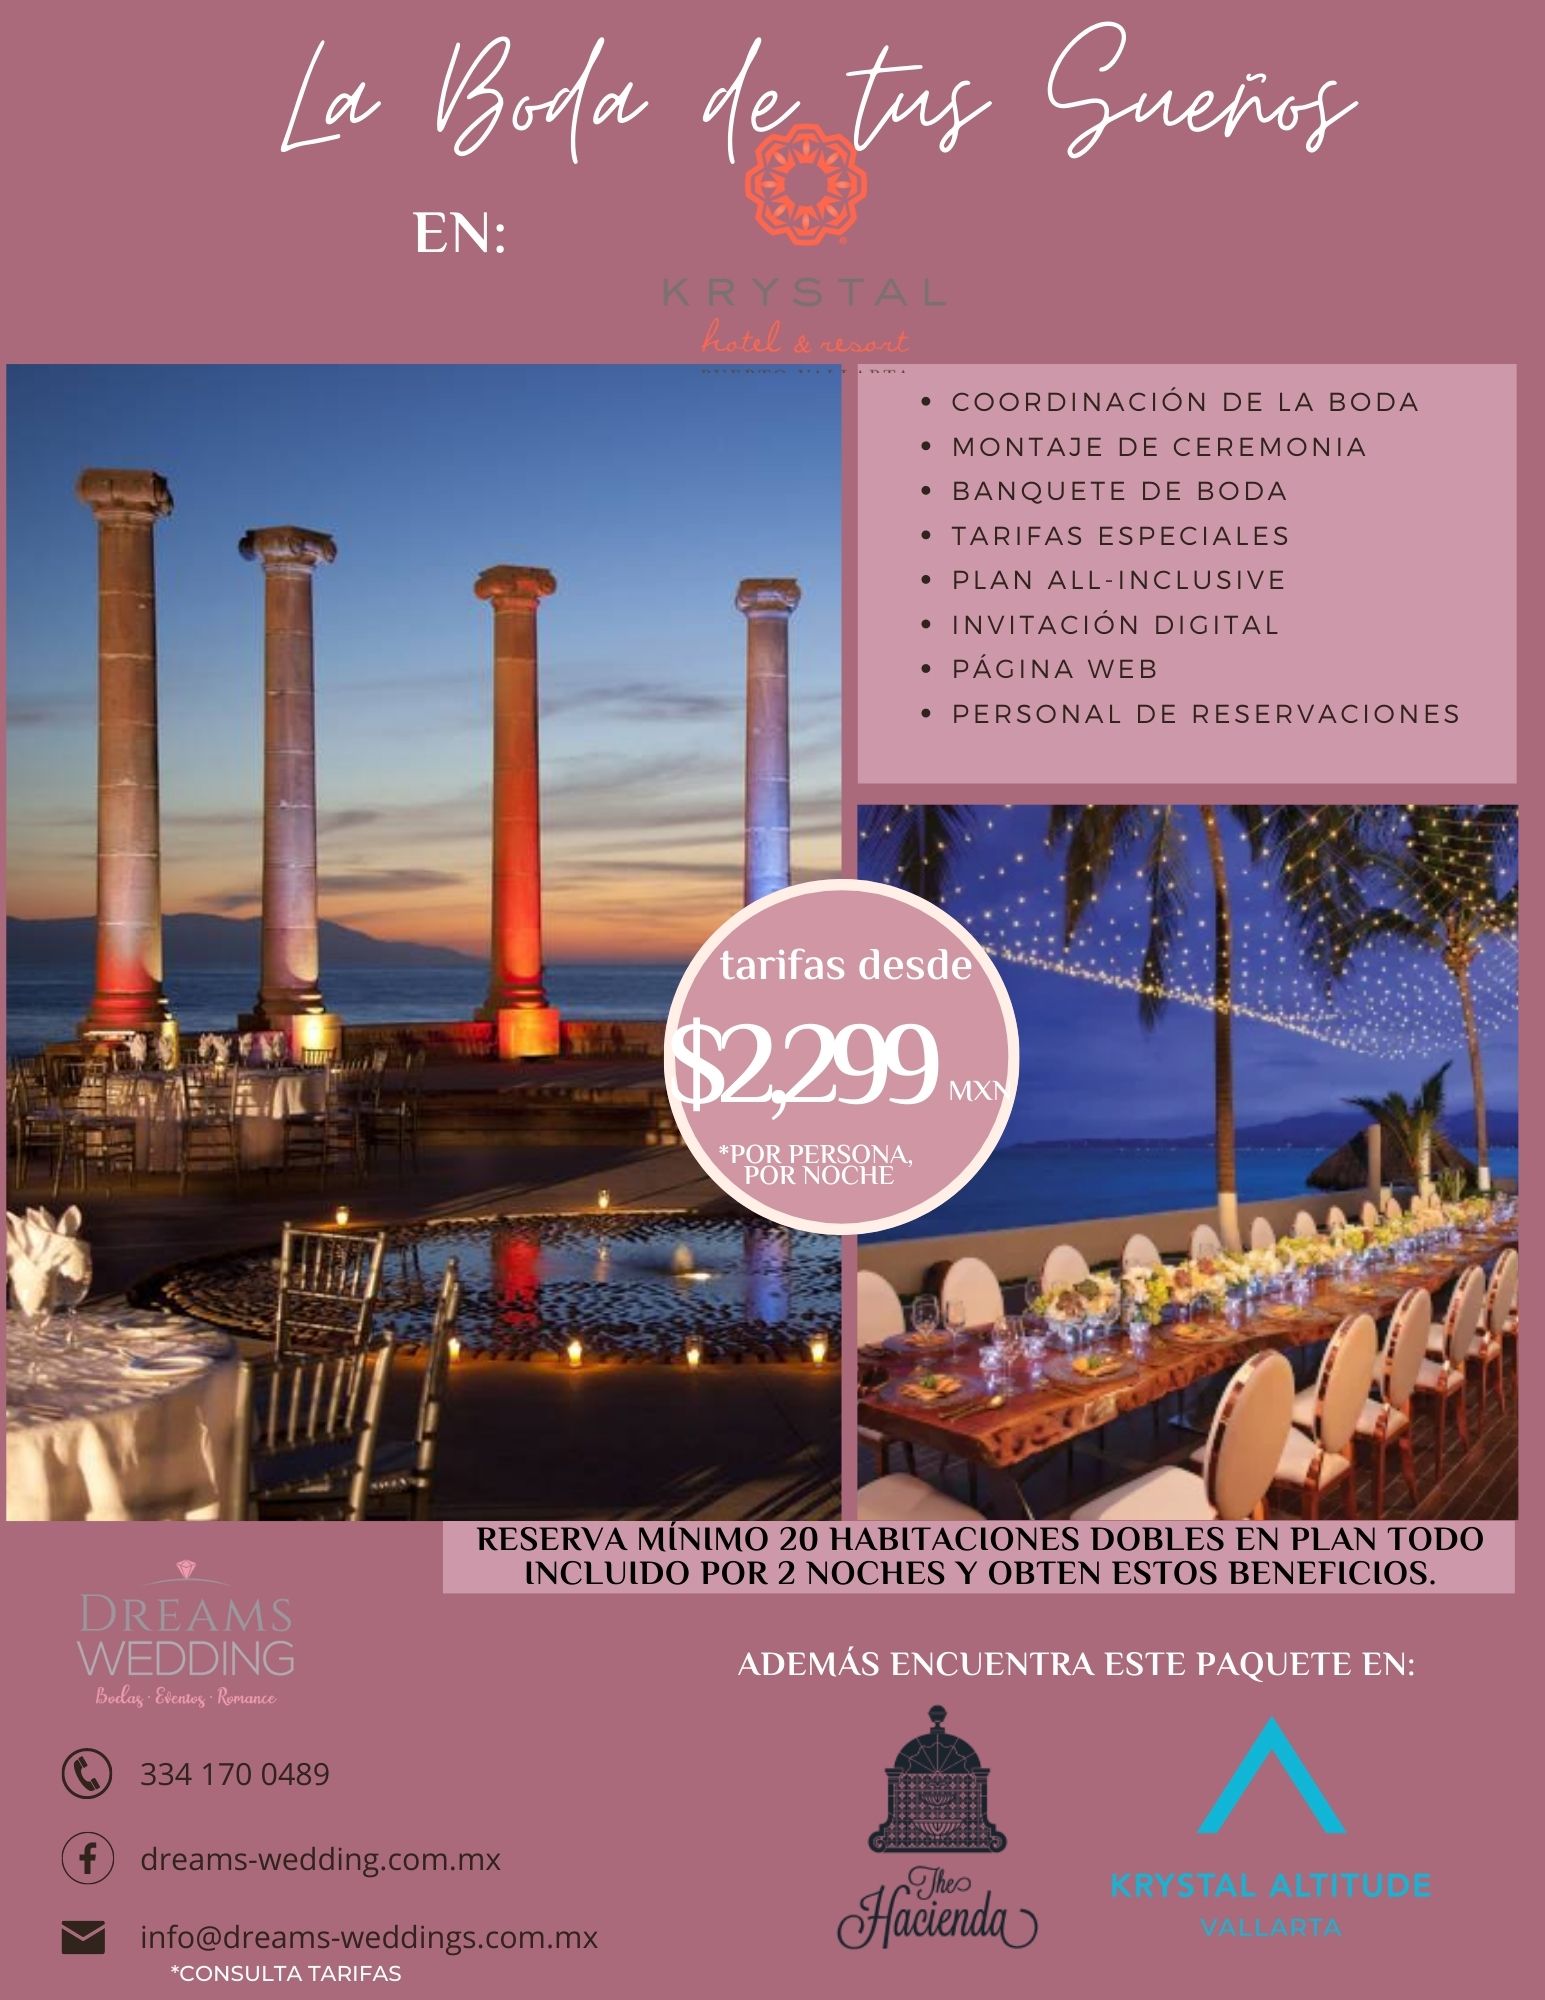 La Boda de tus Sueños
EN:
KRYSTAL
hotel & resort
PUERTO VALLARTA
• COORDINACIÓN DE LA BODA
• MONTAJE DE CEREMONIA
• BANQUETE DE BODA
• TARIFAS ESPECIALES
• PLAN ALL-INCLUSIVE
• INVITACIÓN DIGITAL
• PÁGINA WEB
• PERSONAL DE RESERVACIONES
tarifas desde
$2,299 MXN
*POR PERSONA,
POR NOCHE
RESERVA MÍNIMO 20 HABITACIONES DOBLES EN PLAN TODO
INCLUIDO POR 2 NOCHES Y OBTEN ESTOS BENEFICIOS.
DREAMS
WEDDING
Bodas · Eventos · Romance
334 170 0489
dreams-wedding.com.mx
info@dreams-weddings.com.mx
*CONSULTA TARIFAS
ADEMÁS ENCUENTRA ESTE PAQUETE EN:
The
Hacienda
KRYSTAL ALTITUDE
VALLARTA